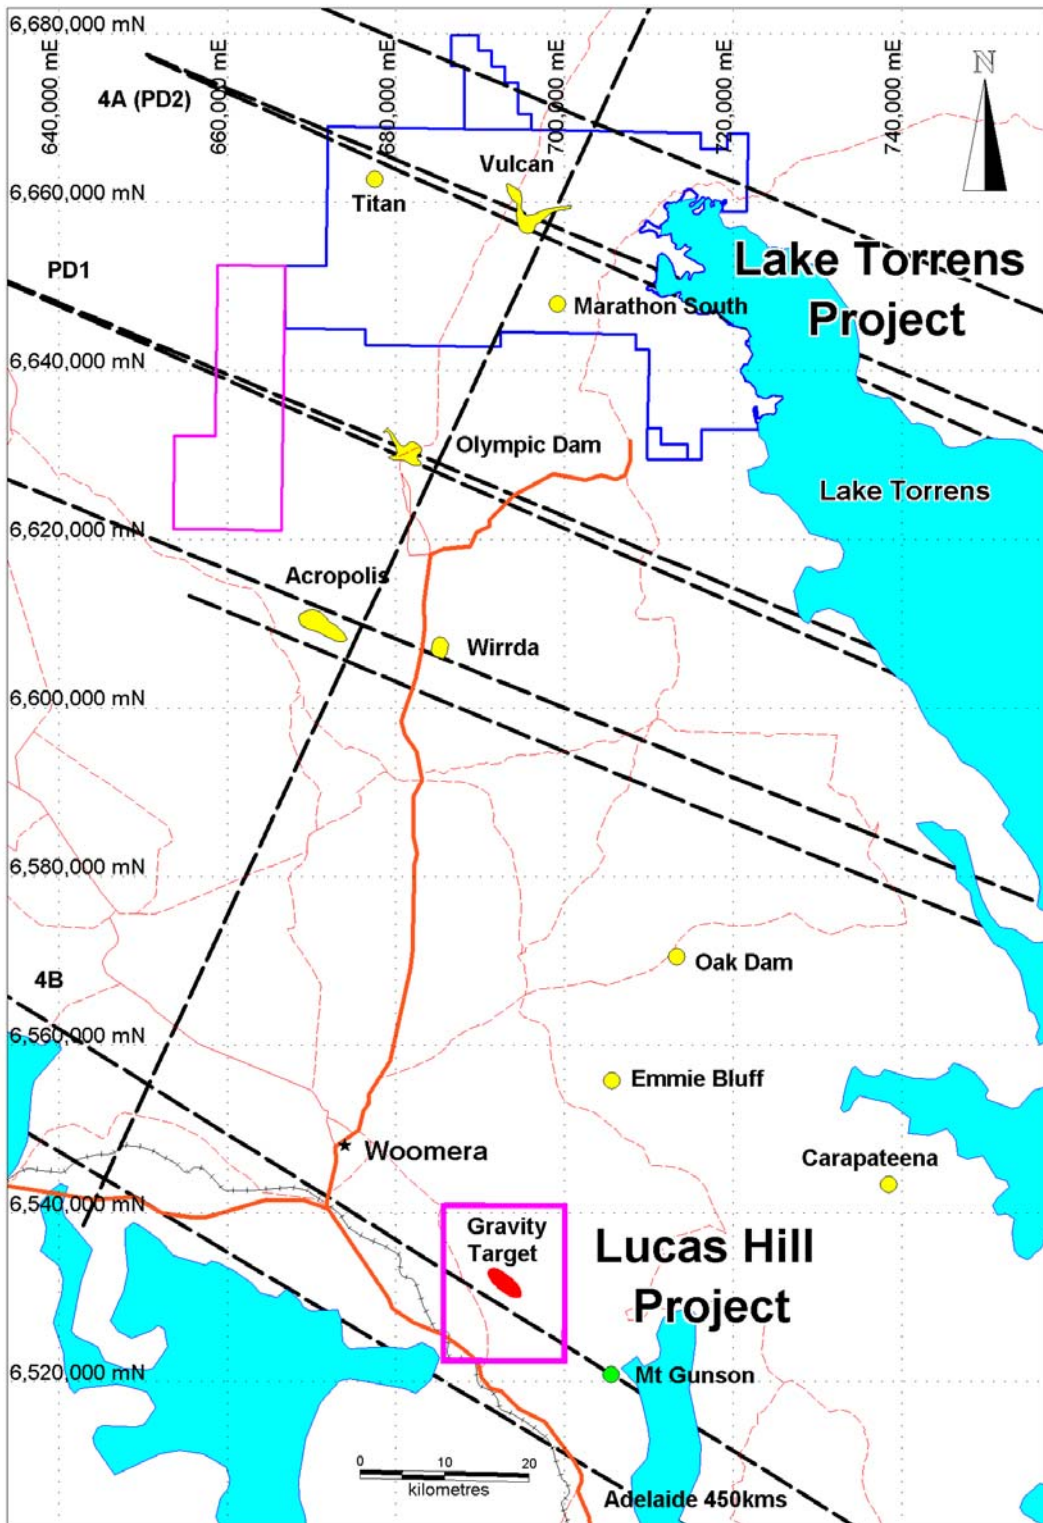 6,680,000 mN
640,000 mE
660,000 mE
680,000 mE
700,000 mE
720,000 mE
740,000 mE
N
4A (PD2)
Vulcan
6,660,000 mN
Titan
Lake Torrens
Project
PD1
Marathon South
6,640,000 mN
Olympic Dam
Lake Torrens
6,620,000 mN
Acropolis
Wirrda
6,600,000 mN
6,580,000 mN
Oak Dam
4B
6,560,000 mN
Emmie Bluff
Woomera
Carapateena
6,540,000 mN
Gravity
Target
Lucas Hill
Project
6,520,000 mN
Mt Gunson
0 10 20
kilometres
Adelaide 450kms